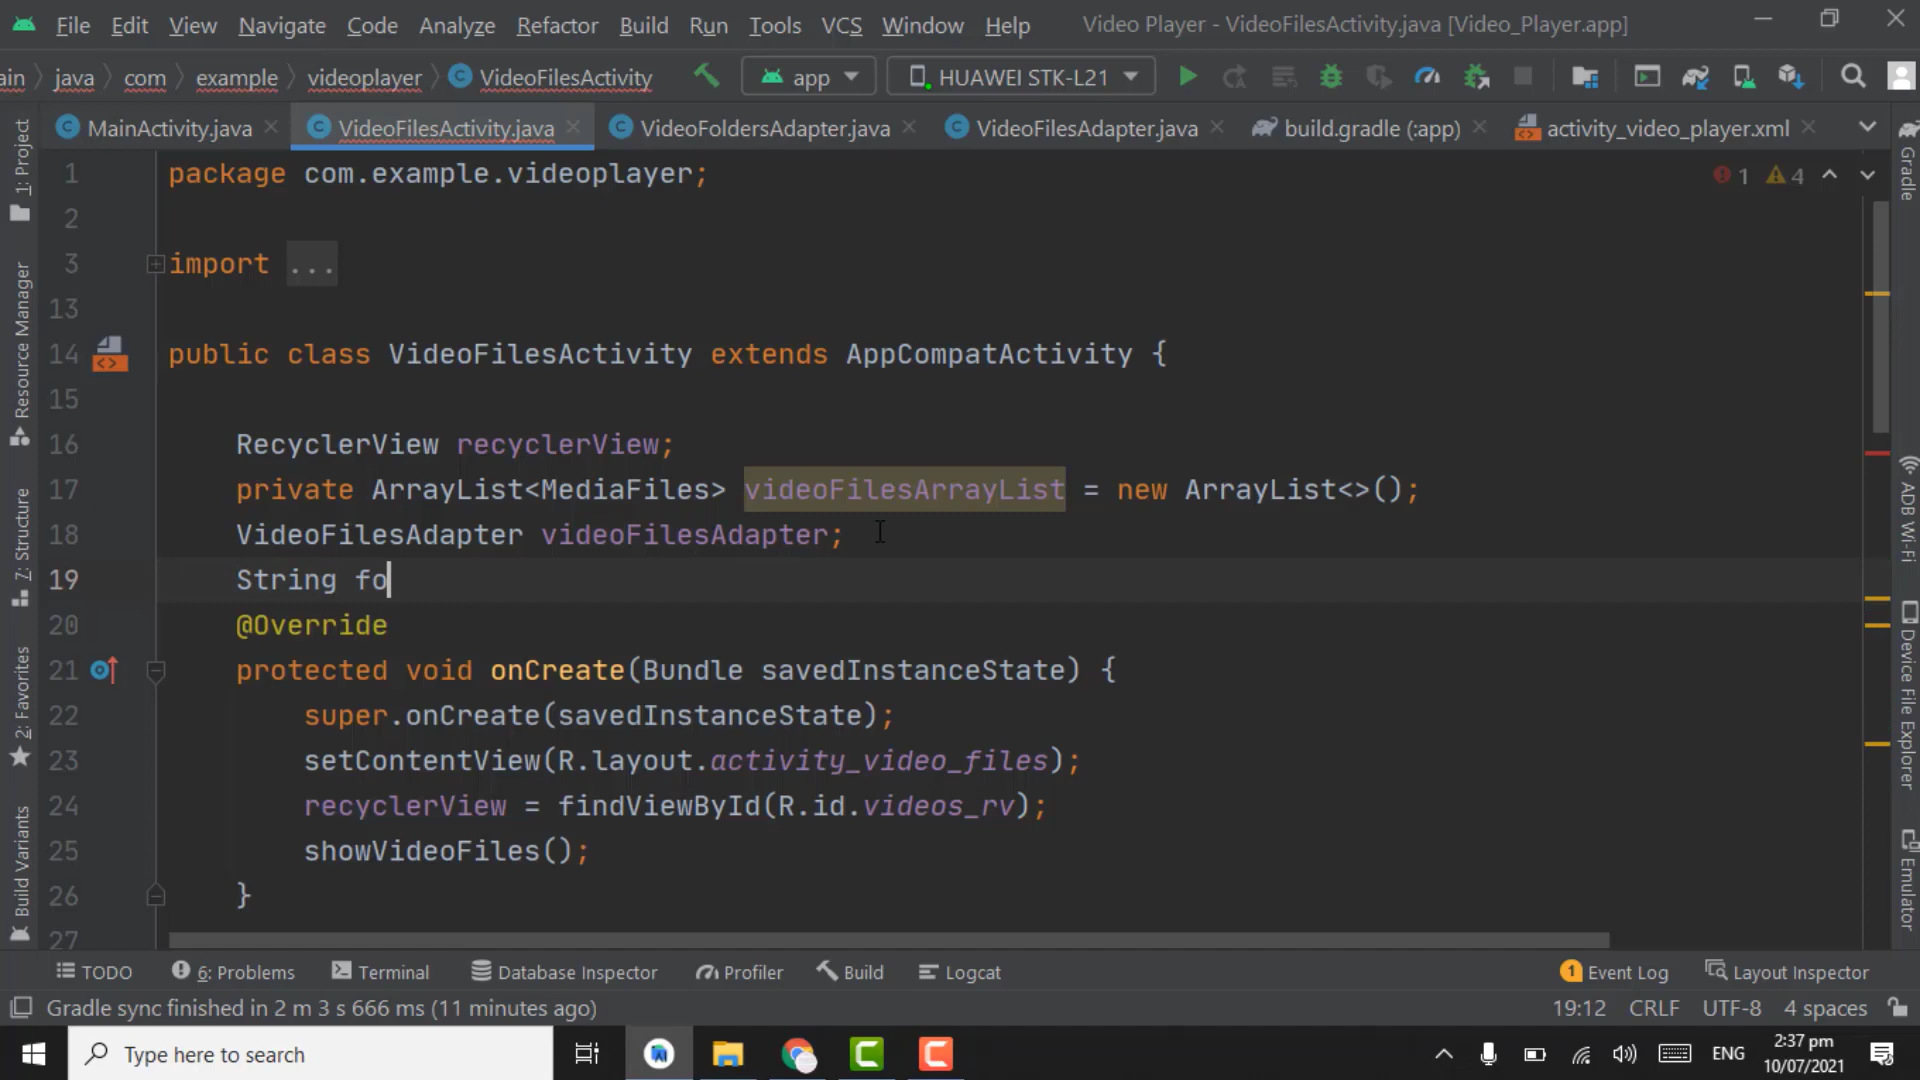 File Edit View Navigate Code Analyze Refactor Build Run Tools VCS Window Help Video Player - VideoFilesActivity.java [Video_Player.app]
ain java com example videoplayer VideoFilesActivity app HUAWEI STK-L21
MainActivity.java VideoFilesActivity.java VideoFoldersAdapter.java VideoFilesAdapter.java build.gradle (:app) activity_video_player.xml
1 package com.example.videoplayer;
1 4
2
3 import ...
13
14 public class VideoFilesActivity extends AppCompatActivity {
15
16 RecyclerView recyclerView;
17 private ArrayList<MediaFiles> videoFilesArrayList = new ArrayList<>();
18 VideoFilesAdapter videoFilesAdapter;
19 String fo
20 @Override
21 protected void onCreate(Bundle savedInstanceState) {
22 super.onCreate(savedInstanceState);
23 setContentView(R.layout.activity_video_files);
24 recyclerView = findViewById(R.id.videos_rv);
25 showVideoFiles();
26 }
27
1: Project
Resource Manager
7: Structure
2: Favorites
Build Variants
Gradle
ADB Wi-Fi
Device File Explorer
Emulator
TODO 6: Problems Terminal Database Inspector Profiler Build Logcat 1 Event Log Layout Inspector
Gradle sync finished in 2 m 3 s 666 ms (11 minutes ago) 19:12 CRLF UTF-8 4 spaces
Type here to search ENG 2:37 pm
10/07/2021